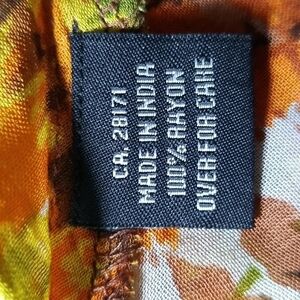 CA. 28171
MADE IN INDIA
100% RAYON
OVER FOR CARE